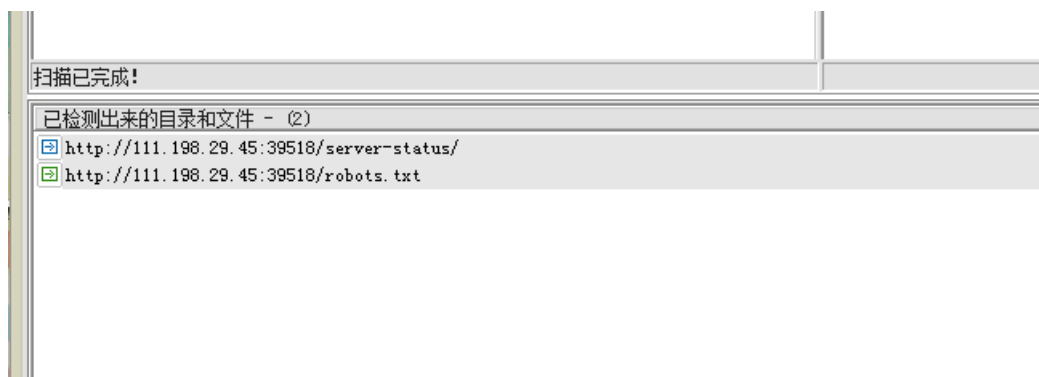 扫描已完成!
已检测出来的目录和文件 - (2)
http://111.198.29.45:39518/server-status/
http://111.198.29.45:39518/robots.txt